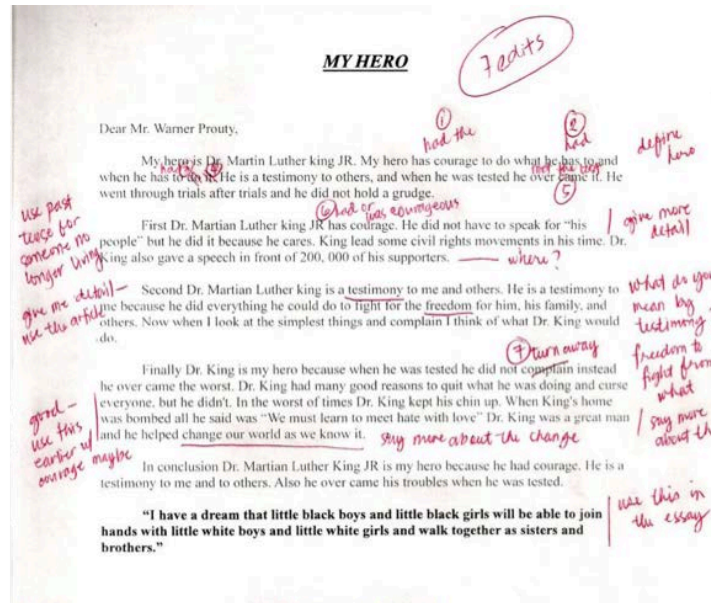 MY HERO
7 edits
Dear Mr. Warner Prouty,
① had the
② had
define hero
My hero is Dr. Martin Luther king JR. My hero has courage to do what he has to and
when he has to do it. He is a testimony to others, and when he was tested he over came it. He
went through trials after trials and he did not hold a grudge.
⑤
⑥ had or was courageous
use past
tense for
someone no
longer living
First Dr. Martian Luther king JR has courage. He did not have to speak for "his
people" but he did it because he cares. King lead some civil rights movements in his time. Dr.
King also gave a speech in front of 200, 000 of his supporters. — where?
give more
detail
give me detail –
use the article
Second Dr. Martian Luther king is a testimony to me and others. He is a testimony to
me because he did everything he could do to fight for the freedom for him, his family, and
others. Now when I look at the simplest things and complain I think of what Dr. King would
do.
what do you
mean by
testimony
freedom to
fight from
what
⑦ turn away
Finally Dr. King is my hero because when he was tested he did not complain instead
he over came the worst. Dr. King had many good reasons to quit what he was doing and curse
everyone, but he didn't. In the worst of times Dr. King kept his chin up. When King's home
was bombed all he said was "We must learn to meet hate with love" Dr. King was a great man
and he helped change our world as we know it. say more about the change
good –
use this
earlier w/
courage maybe
say more
about th
In conclusion Dr. Martian Luther King JR is my hero because he had courage. He is a
testimony to me and to others. Also he over came his troubles when he was tested.
"I have a dream that little black boys and little black girls will be able to join
hands with little white boys and little white girls and walk together as sisters and
brothers."
use this in
the essay